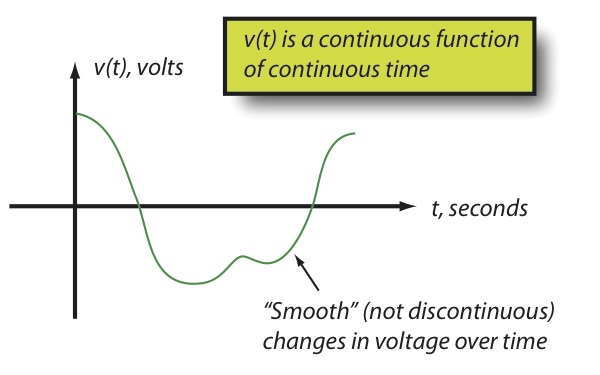 v(t) is a continuous function
of continuous time
v(t), volts
t, seconds
“Smooth” (not discontinuous)
changes in voltage over time